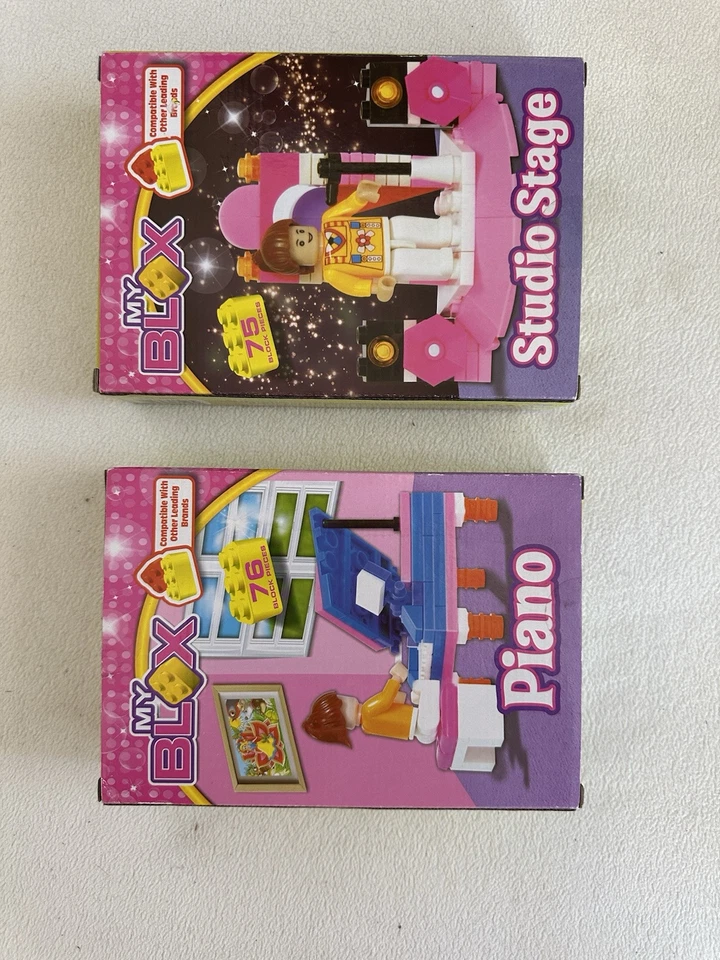 MY
BLOX
Compatible With
Other Leading
Brands
75
BLOCK PIECES
Studio Stage
MY
BLOX
Compatible With
Other Leading
Brands
76
BLOCK PIECES
Piano